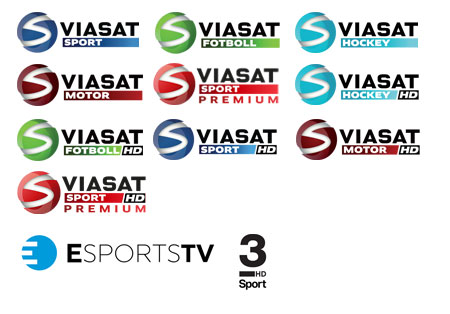 VIASAT
SPORT
VIASAT
FOTBOLL
VIASAT
HOCKEY
VIASAT
MOTOR
VIASAT
SPORT
PREMIUM
VIASAT
HOCKEY HD
VIASAT
FOTBOLL HD
VIASAT
SPORT HD
VIASAT
MOTOR HD
VIASAT
SPORT HD
PREMIUM
ESPORTSTV
3
HD
Sport